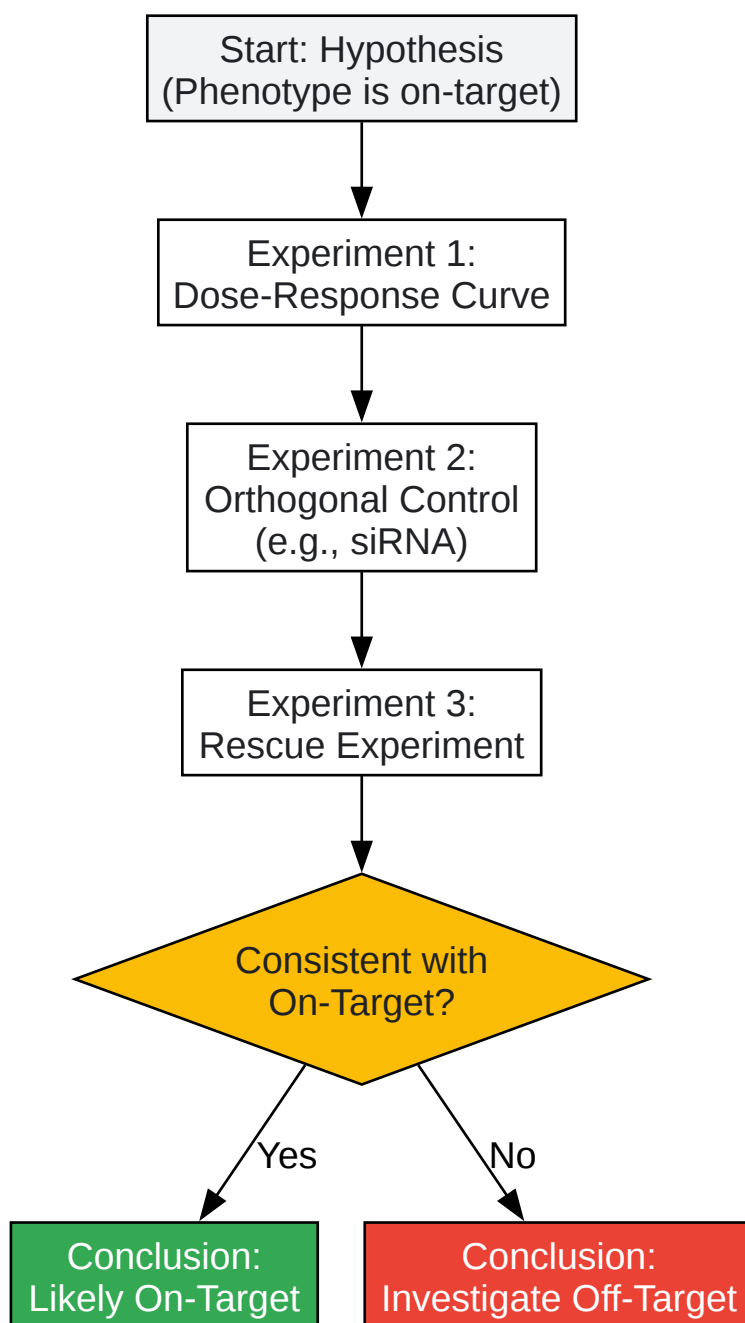 Start: Hypothesis
(Phenotype is on-target)
Experiment 1:
Dose-Response Curve
Experiment 2:
Orthogonal Control
(e.g., siRNA)
Experiment 3:
Rescue Experiment
Consistent with
On-Target?
Yes
No
Conclusion:
Likely On-Target
Conclusion:
Investigate Off-Target